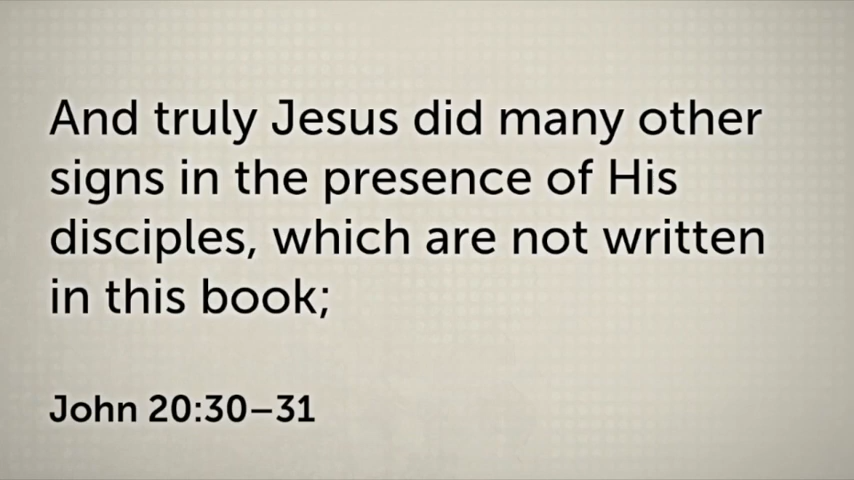 And truly Jesus did many other
signs in the presence of His
disciples, which are not written
in this book;
John 20:30–31